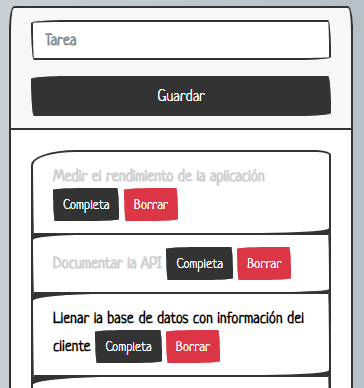 Tarea
Guardar
Medir el rendimiento de la aplicación
Completa Borrar
Documentar la API Completa Borrar
Llenar la base de datos con información del
cliente Completa Borrar